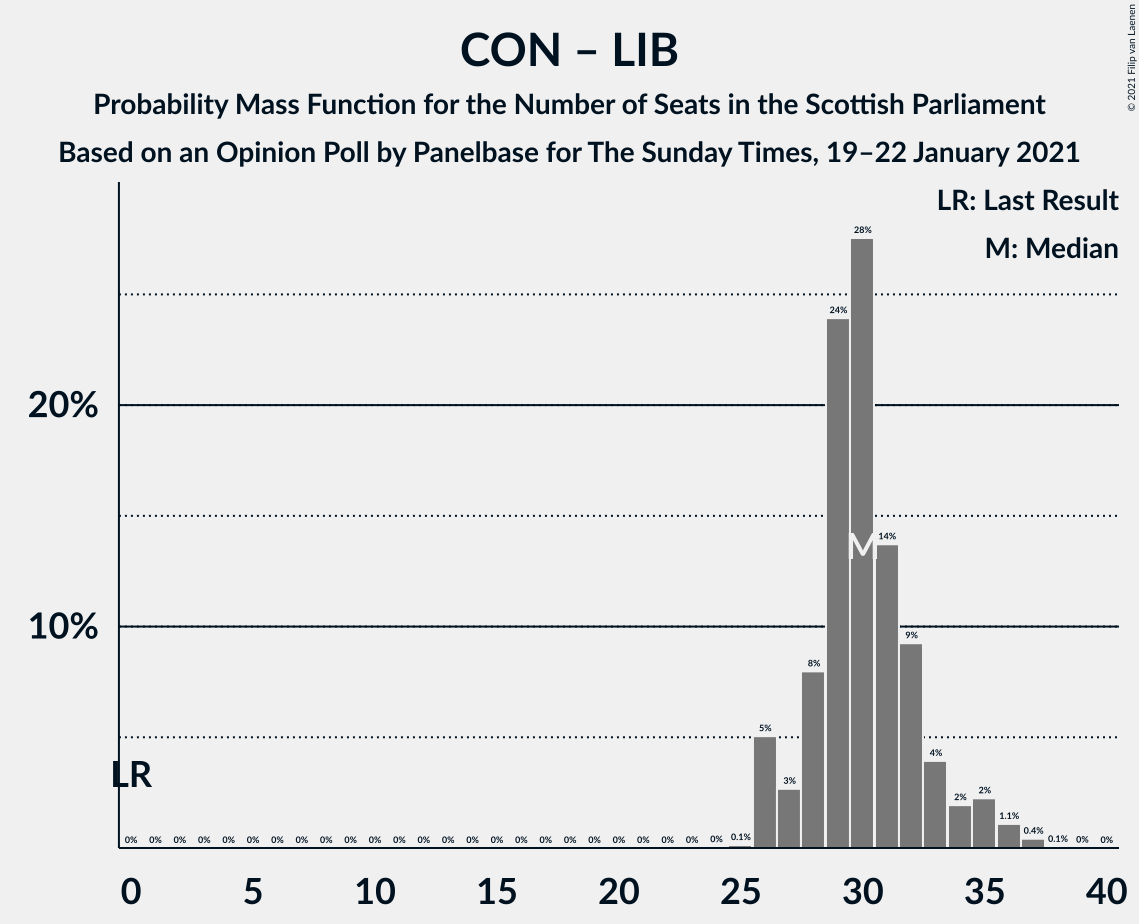 CON – LIB
Probability Mass Function for the Number of Seats in the Scottish Parliament
Based on an Opinion Poll by Panelbase for The Sunday Times, 19–22 January 2021
© 2021 Filip van Laenen
LR: Last Result
M: Median
28%
24%
20%
M
14%
10%
9%
8%
5%
4%
LR
3%
2%
2%
1.1%
0% 0% 0% 0% 0% 0% 0% 0% 0% 0% 0% 0% 0% 0% 0% 0% 0% 0% 0% 0% 0% 0% 0% 0% 0% 0.1% 0.4% 0.1% 0% 0%
0 5 10 15 20 25 30 35 40